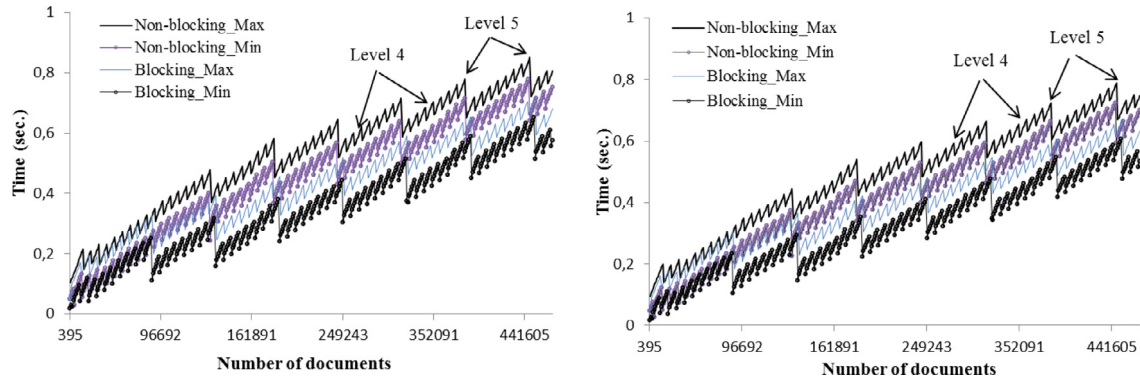 1
Non-blocking_Max
Non-blocking_Min
Blocking_Max
Blocking_Min
Level 5
Level 4
0,8
0,6
0,4
0,2
0
Time (sec.)
395
96692
161891
249243
352091
441605
Number of documents
1
Non-blocking_Max
Non-blocking_Min
Blocking_Max
Blocking_Min
Level 5
Level 4
0,8
0,6
0,4
0,2
0
Time (sec.)
395
96692
161891
249243
352091
441605
Number of documents